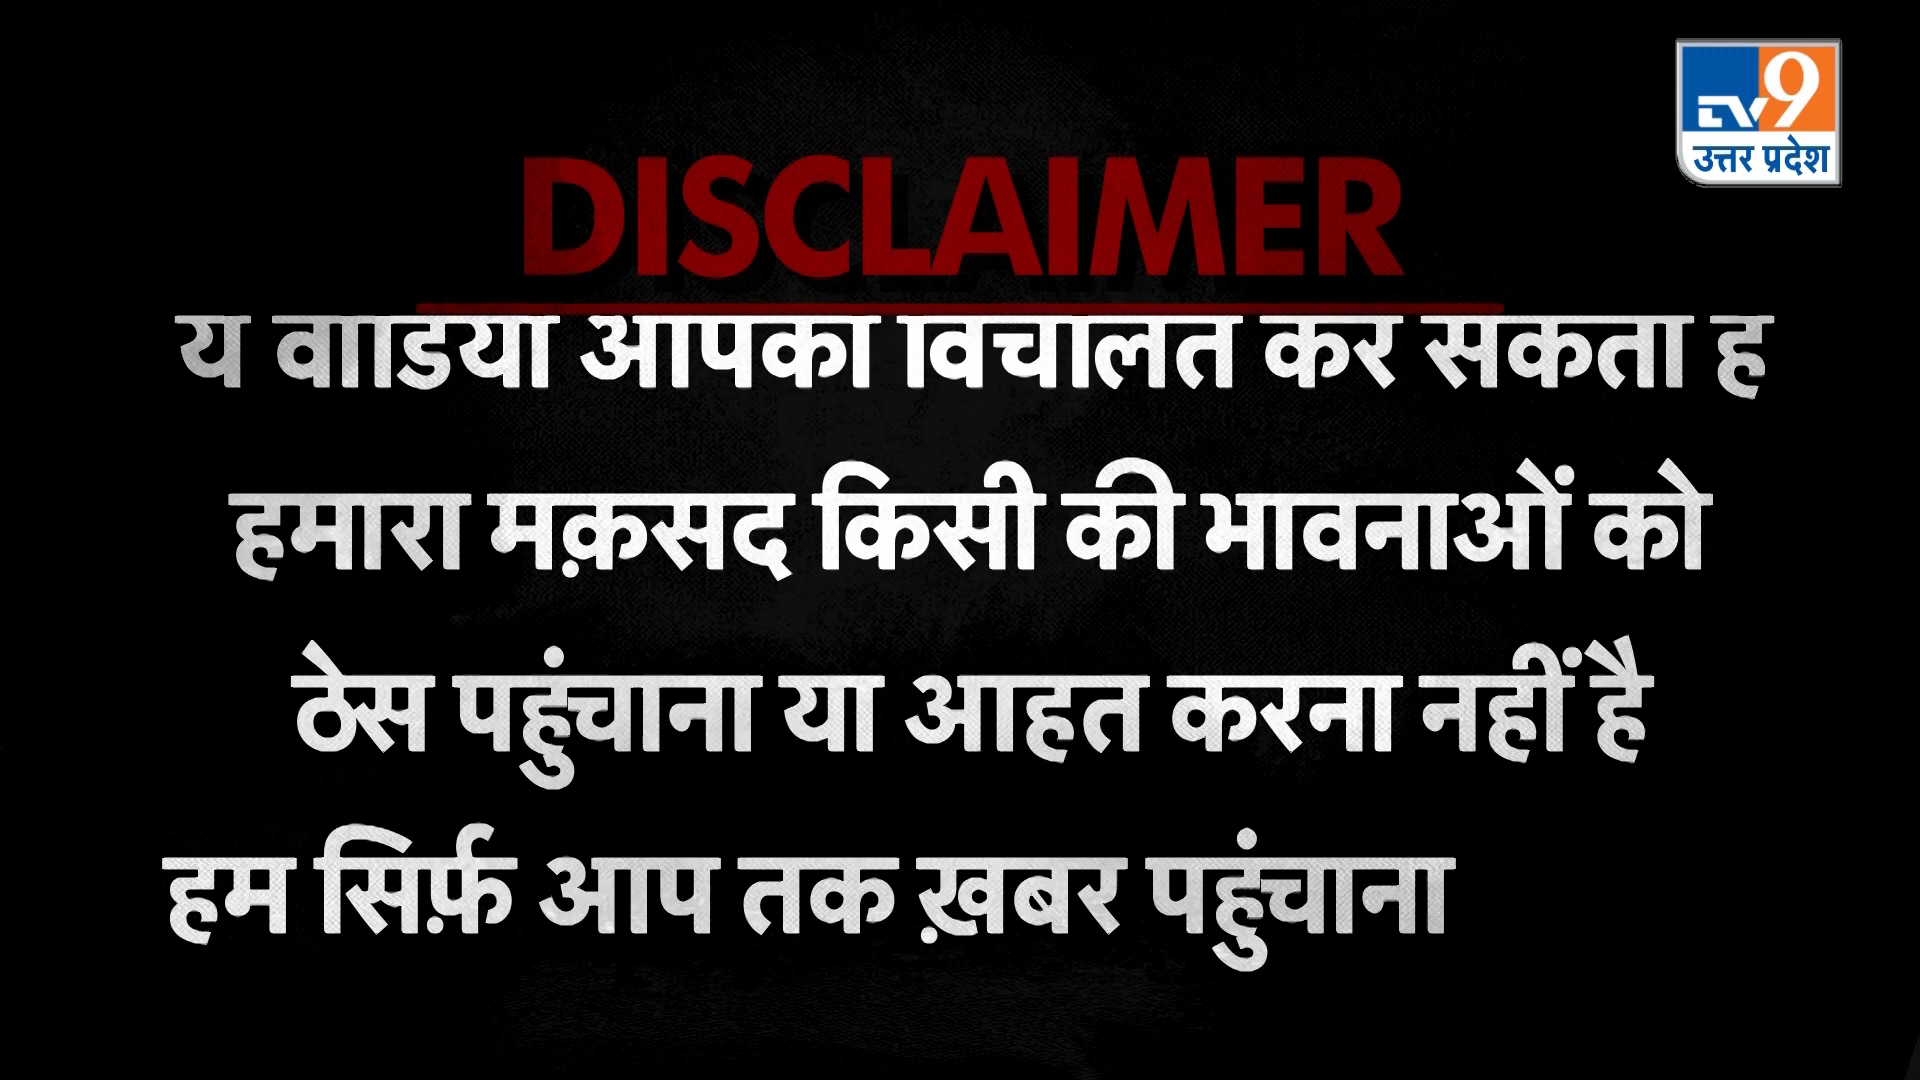 TV9
उत्तर प्रदेश
DISCLAIMER
ये वीडियो आपको विचलित कर सकता है
हमारा मक़सद किसी की भावनाओं को
ठेस पहुंचाना या आहत करना नहीं है
हम सिर्फ़ आप तक ख़बर पहुंचाना